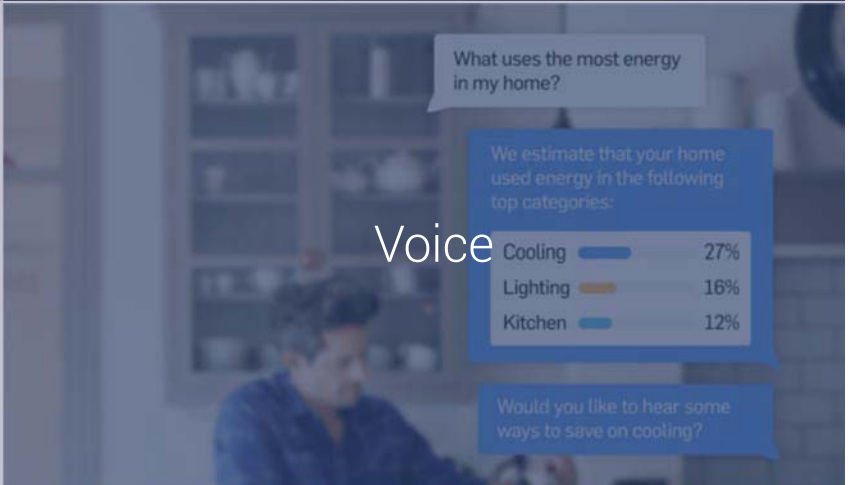 What uses the most energy
in my home?
We estimate that your home
used energy in the following
top categories:
Voice
Cooling 27%
Lighting 16%
Kitchen 12%
Would you like to hear some
ways to save on cooling?